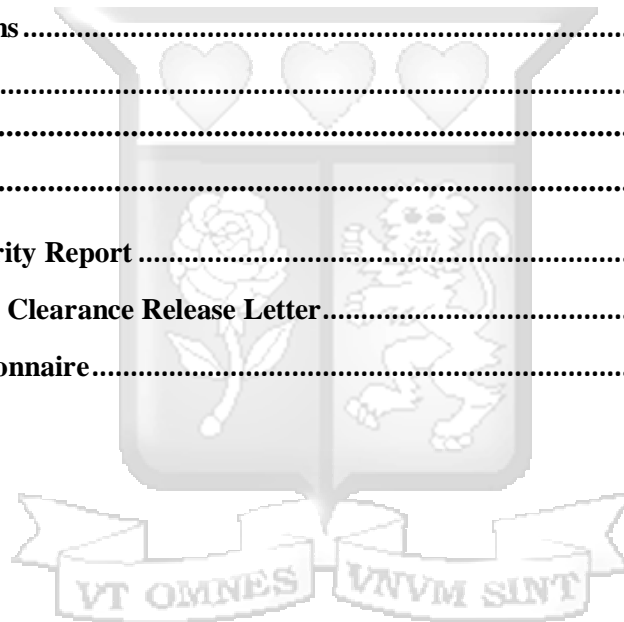 ns ........................................................................
............................................................................
............................................................................
............................................................................
rity Report ..........................................................
Clearance Release Letter....................................
onnaire................................................................
VT OMNES VNVM SINT